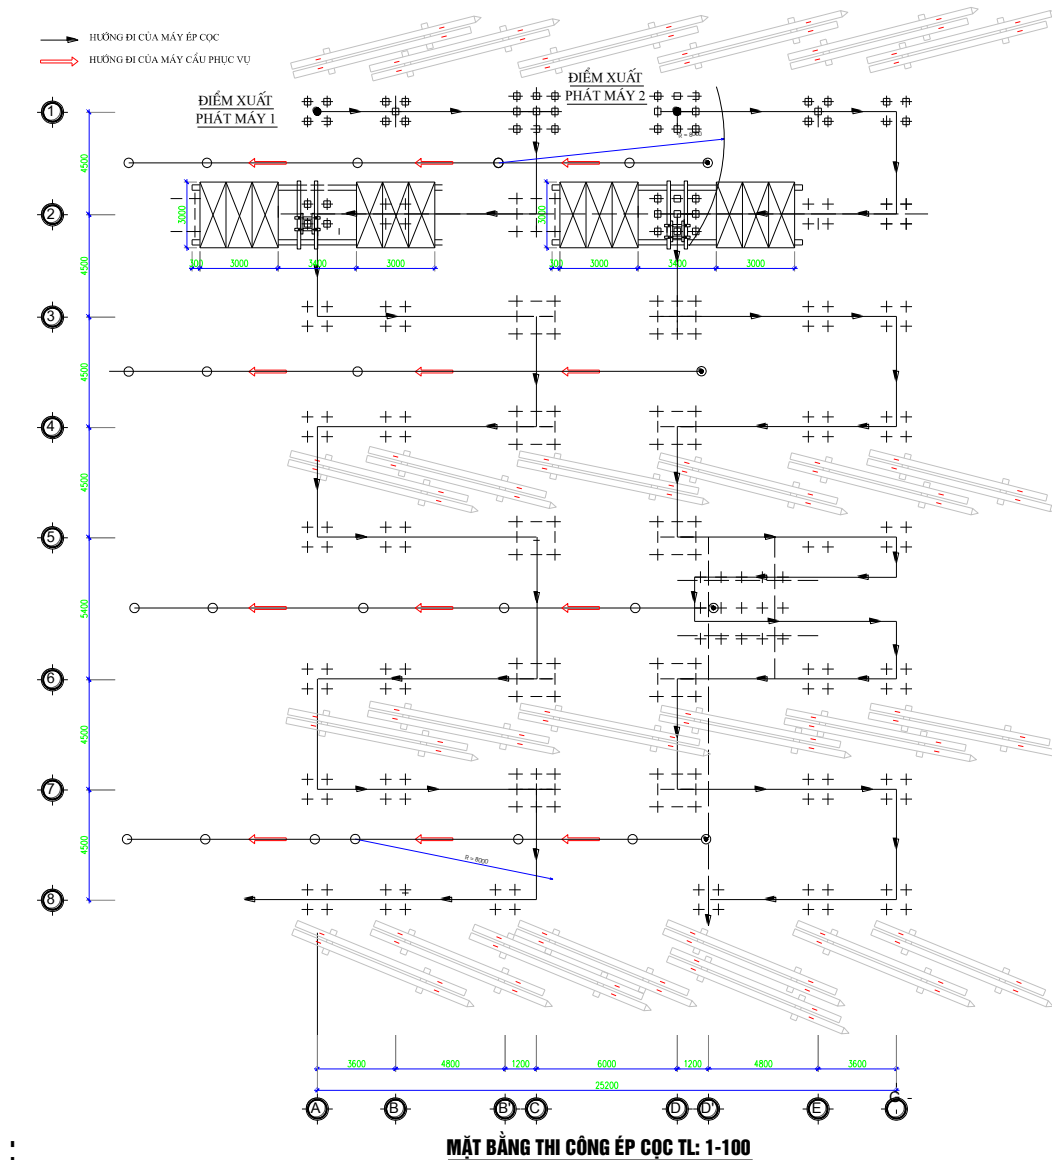 HƯỚNG ĐI CỦA MÁY ÉP CỌC
HƯỚNG ĐI CỦA MÁY CẨU PHỤC VỤ
ĐIỂM XUẤT
PHÁT MÁY 1
ĐIỂM XUẤT
PHÁT MÁY 2
1
4500
2
3000
3000
300
3000
3400
3000
300
3000
3400
3000
4500
3
4500
4
4500
5
5400
6
4500
7
4500
R = 8000
8
3600
4800
1200
6000
1200
4800
3600
25200
A
B
B'
C
D
D'
E
MẶT BẰNG THI CÔNG ÉP CỌC TL: 1-100